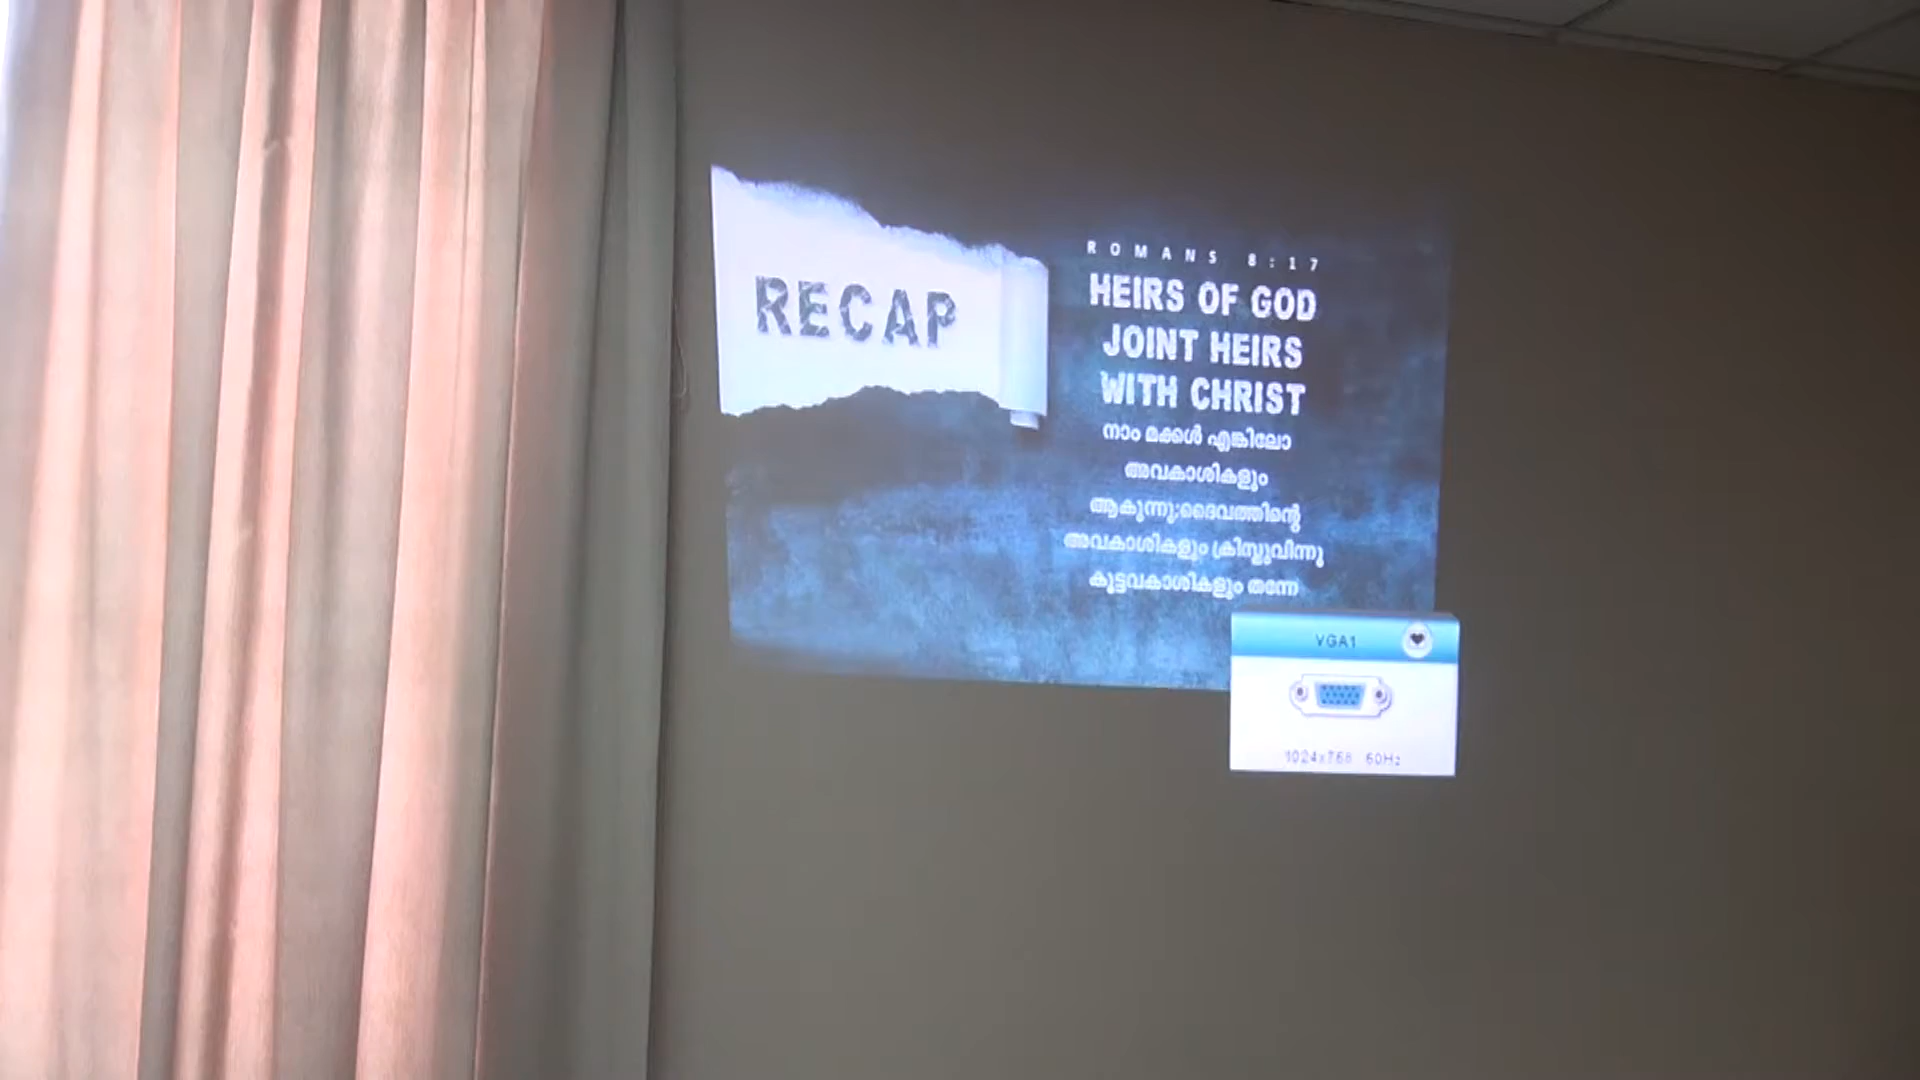 RECAP
ROMANS 8:17
HEIRS OF GOD
JOINT HEIRS
WITH CHRIST
നാം മക്കൾ എങ്കിലോ
അവകാശികളും
ആകുന്നു;ദൈവത്തിന്റെ
അവകാശികളും ക്രിസ്തുവിന്നു
കൂട്ടവകാശികളും തന്നേ
VGA1
1024x768 60Hz